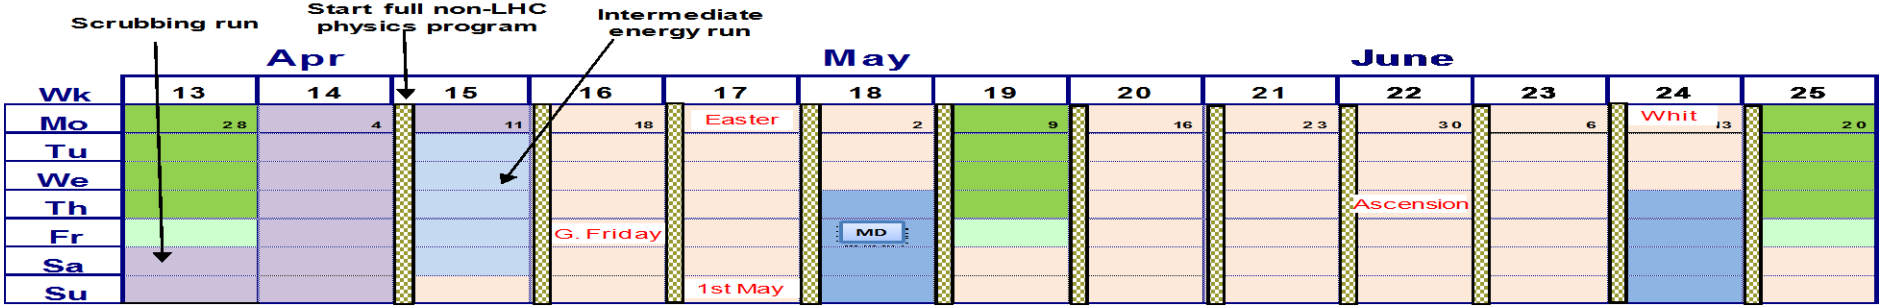 Scrubbing run
Start full non-LHC
physics program
Intermediate
energy run
Apr May June
Wk 13 14 15 16 17 18 19 20 21 22 23 24 25
Mo 28 4 11 18 Easter 2 9 16 23 30 6 Whit 13 20
Tu
We
Th Ascension
Fr G. Friday MD
Sa
Su 1st May